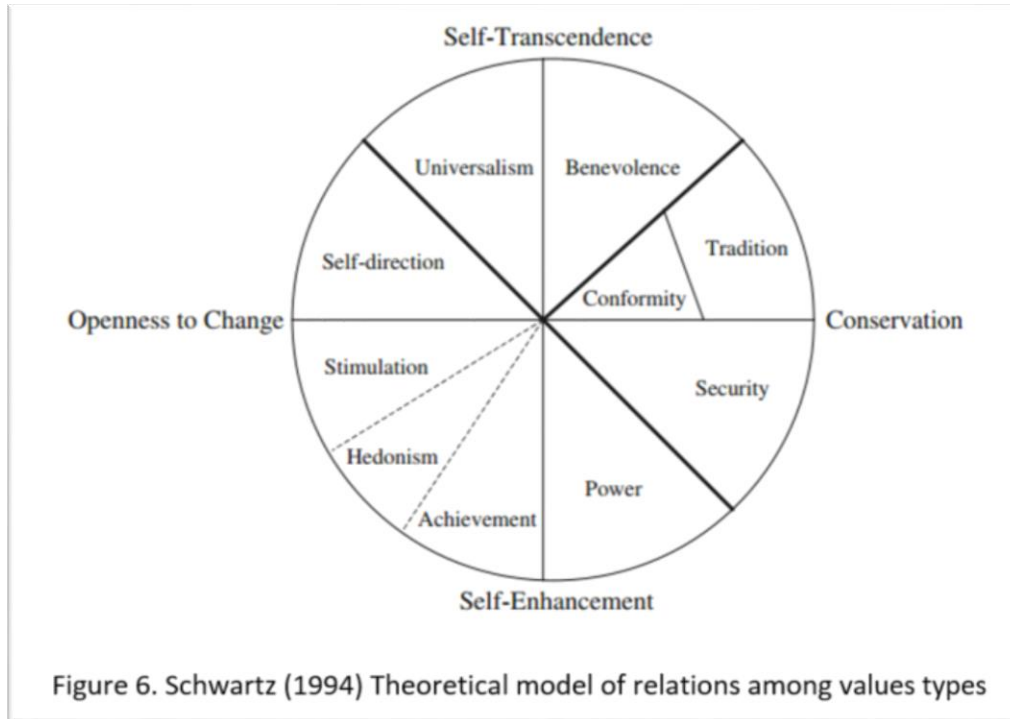 Self-Transcendence
Universalism
Benevolence
Tradition
Self-direction
Conformity
Openness to Change
Conservation
Stimulation
Security
Hedonism
Power
Achievement
Self-Enhancement
Figure 6. Schwartz (1994) Theoretical model of relations among values types